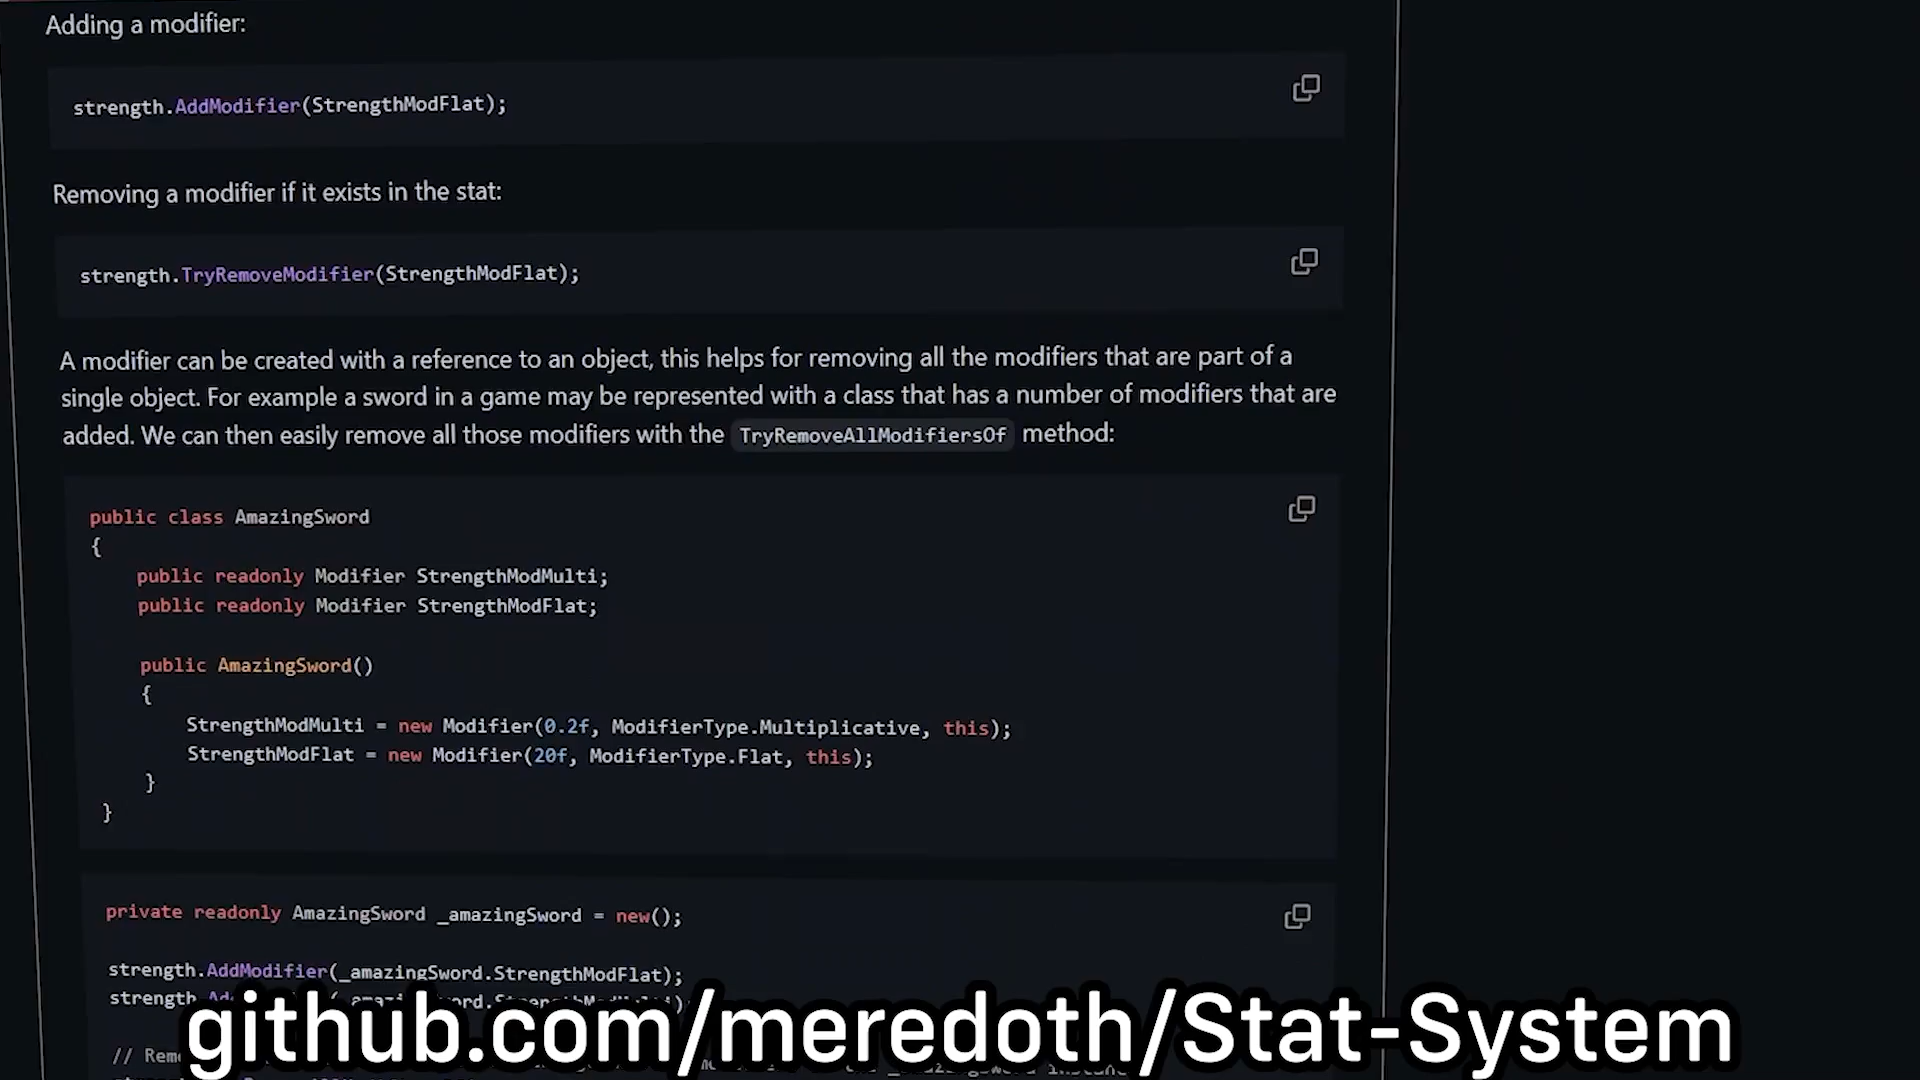 Adding a modifier:
strength.AddModifier(StrengthModFlat);
Removing a modifier if it exists in the stat:
strength.TryRemoveModifier(StrengthModFlat);
A modifier can be created with a reference to an object, this helps for removing all the modifiers that are part of a
single object. For example a sword in a game may be represented with a class that has a number of modifiers that are
added. We can then easily remove all those modifiers with the TryRemoveAllModifiersOf method:
public class AmazingSword
{
public readonly Modifier StrengthModMulti;
public readonly Modifier StrengthModFlat;
public AmazingSword()
{
StrengthModMulti = new Modifier(0.2f, ModifierType.Multiplicative, this);
StrengthModFlat = new Modifier(20f, ModifierType.Flat, this);
}
}
private readonly AmazingSword _amazingSword = new();
strength.AddModifier(_amazingSword.StrengthModFlat);
github.com/meredoth/Stat-System